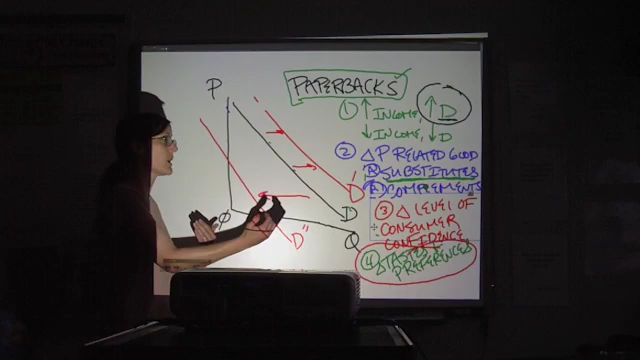 PAPERBACKS
P
① ↑ INCOME, ↑ D
↓ INCOME, ↓ D
② △ P RELATED GOOD
SUBSTITUTES
COMPLEMENTS
③ △ LEVEL OF
CONSUMER
CONFIDENCE
④ △ TASTES &
PREFERENCES
D'
D
Q
D"